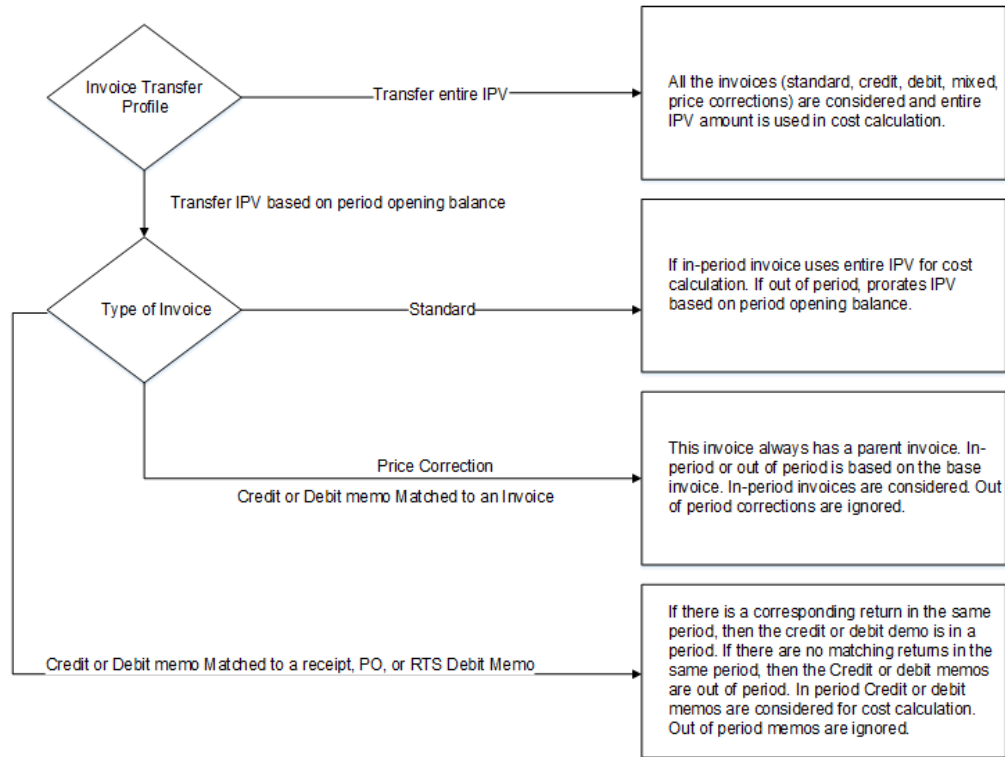 Invoice Transfer
Profile
Transfer entire IPV
All the invoices (standard, credit, debit, mixed,
price corrections) are considered and entire
IPV amount is used in cost calculation.
Transfer IPV based on period opening balance
Type of Invoice
Standard
If in-period invoice uses entire IPV for cost
calculation. If out of period, prorates IPV
based on period opening balance.
Price Correction
Credit or Debit memo Matched to an Invoice
This invoice always has a parent invoice. In-
period or out of period is based on the base
invoice. In-period invoices are considered. Out
of period corrections are ignored.
Credit or Debit memo Matched to a receipt, PO, or RTS Debit Memo
If there is a corresponding return in the same
period, then the credit or debit demo is in a
period. If there are no matching returns in the
same period, then the Credit or debit memos
are out of period. In period Credit or debit
memos are considered for cost calculation.
Out of period memos are ignored.